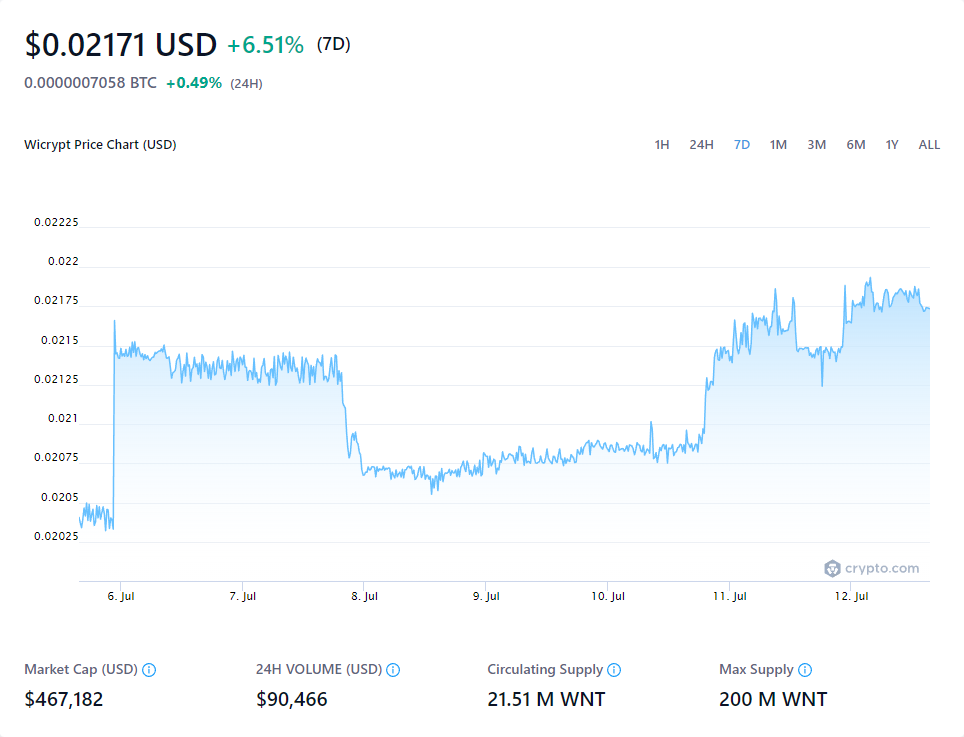 $0.02171 USD +6.51% (7D)
0.0000007058 BTC +0.49% (24H)
Wicrypt Price Chart (USD)
1H 24H 7D 1M 3M 6M 1Y ALL
0.02225
0.022
0.02175
0.0215
0.02125
0.021
0.02075
0.0205
0.02025
crypto.com
6. Jul 7. Jul 8. Jul 9. Jul 10. Jul 11. Jul 12. Jul
Market Cap (USD) 24H VOLUME (USD) Circulating Supply Max Supply
$467,182 $90,466 21.51 M WNT 200 M WNT